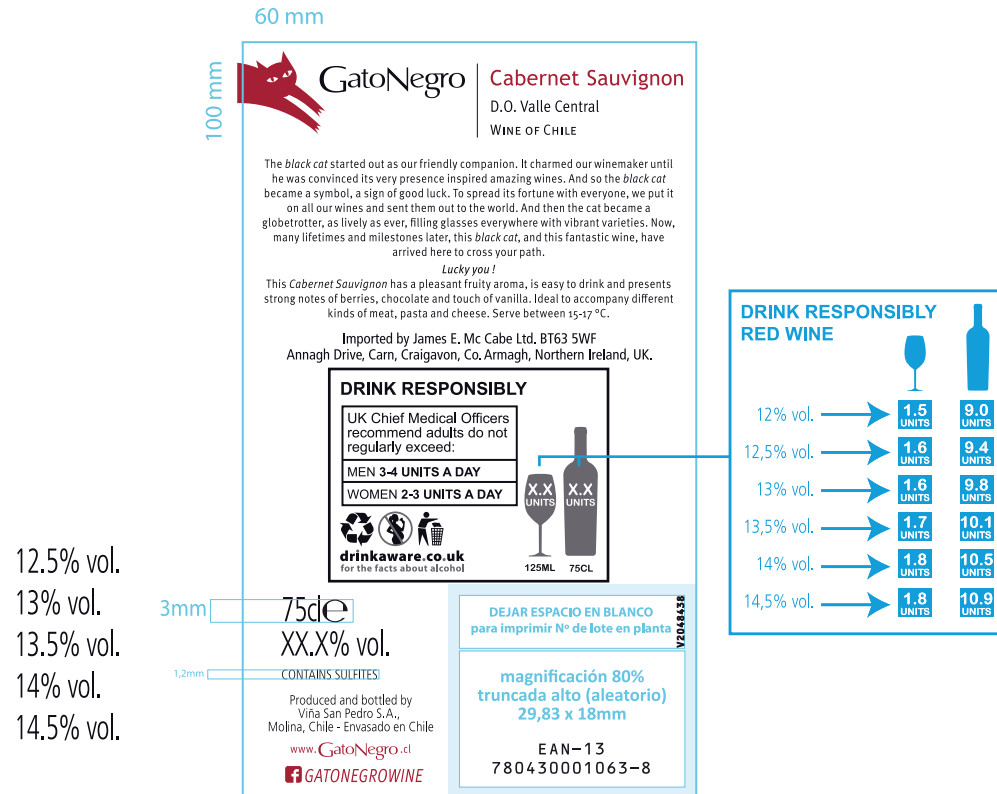 60 mm
100 mm
GatoNegro
Cabernet Sauvignon
D.O. Valle Central
WINE OF CHILE
The black cat started out as our friendly companion. It charmed our winemaker until
he was convinced its very presence inspired amazing wines. And so the black cat
became a symbol, a sign of good luck. To spread its fortune with everyone, we put it
on all our wines and sent them out to the world. And then the cat became a
globetrotter, as lively as ever, filling glasses everywhere with vibrant varieties. Now,
many lifetimes and milestones later, this black cat, and this fantastic wine, have
arrived here to cross your path.
Lucky you !
This Cabernet Sauvignon has a pleasant fruity aroma, is easy to drink and presents
strong notes of berries, chocolate and touch of vanilla. Ideal to accompany different
kinds of meat, pasta and cheese. Serve between 15-17 °C.
Imported by James E. Mc Cabe Ltd. BT63 5WF
Annagh Drive, Carn, Craigavon, Co. Armagh, Northern Ireland, UK.
DRINK RESPONSIBLY
UK Chief Medical Officers
recommend adults do not
regularly exceed:
MEN 3-4 UNITS A DAY
WOMEN 2-3 UNITS A DAY
X.X UNITS
X.X UNITS
125ML 75CL
drinkaware.co.uk
for the facts about alcohol
DRINK RESPONSIBLY
RED WINE
12% vol. 1.5 UNITS 9.0 UNITS
12,5% vol. 1.6 UNITS 9.4 UNITS
13% vol. 1.6 UNITS 9.8 UNITS
13,5% vol. 1.7 UNITS 10.1 UNITS
14% vol. 1.8 UNITS 10.5 UNITS
14,5% vol. 1.8 UNITS 10.9 UNITS
12.5% vol.
13% vol.
13.5% vol.
14% vol.
14.5% vol.
3mm
75cl℮
XX.X% vol.
1,2mm
CONTAINS SULFITES
Produced and bottled by
Viña San Pedro S.A.,
Molina, Chile - Envasado en Chile
www.GatoNegro.cl
GATONEGROWINE
DEJAR ESPACIO EN BLANCO
para imprimir Nº de lote en planta
V2048438
magnificación 80%
truncada alto (aleatorio)
29,83 x 18mm
EAN-13
780430001063-8